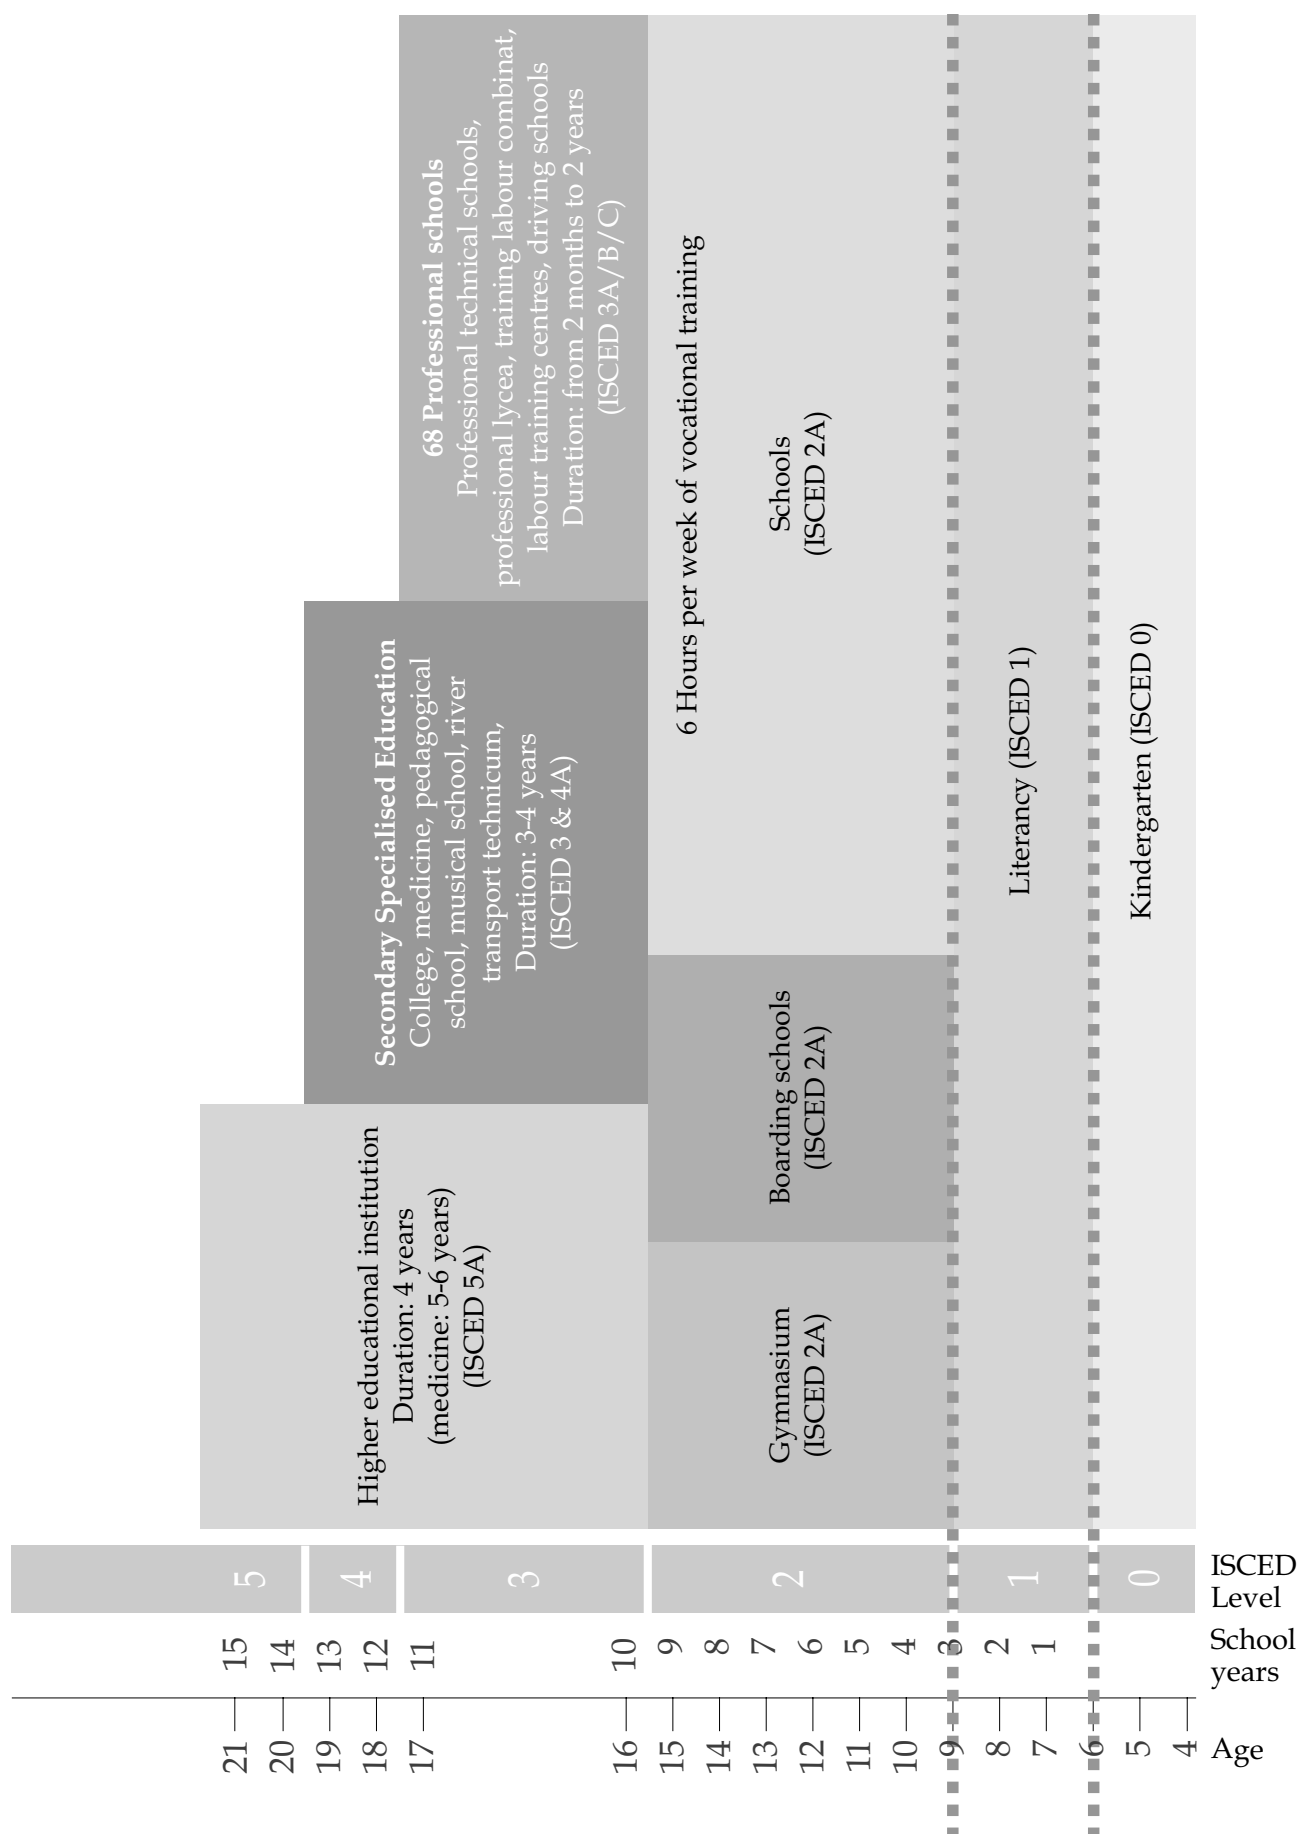 68 Professional schools
Professional technical schools,
professional lycea, training labour combinat,
labour training centres, driving schools
Duration: from 2 months to 2 years
(ISCED 3A/B/C)
Secondary Specialised Education
College, medicine, pedagogical
school, musical school, river
transport technicum,
Duration: 3-4 years
(ISCED 3 & 4A)
Higher educational institution
Duration: 4 years
(medicine: 5-6 years)
(ISCED 5A)
6 Hours per week of vocational training
Schools
(ISCED 2A)
Boarding schools
(ISCED 2A)
Gymnasium
(ISCED 2A)
Literancy (ISCED 1)
Kindergarten (ISCED 0)
5
4
3
2
1
0
ISCED
Level
15
14
13
12
11
10
9
8
7
6
5
4
3
2
1
School
years
21
20
19
18
17
16
15
14
13
12
11
10
9
8
7
6
5
4
Age